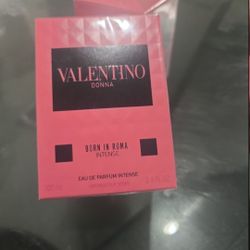 VALENTINO
DONNA
BORN IN ROMA
INTENSE
EAU DE PARFUM INTENSE